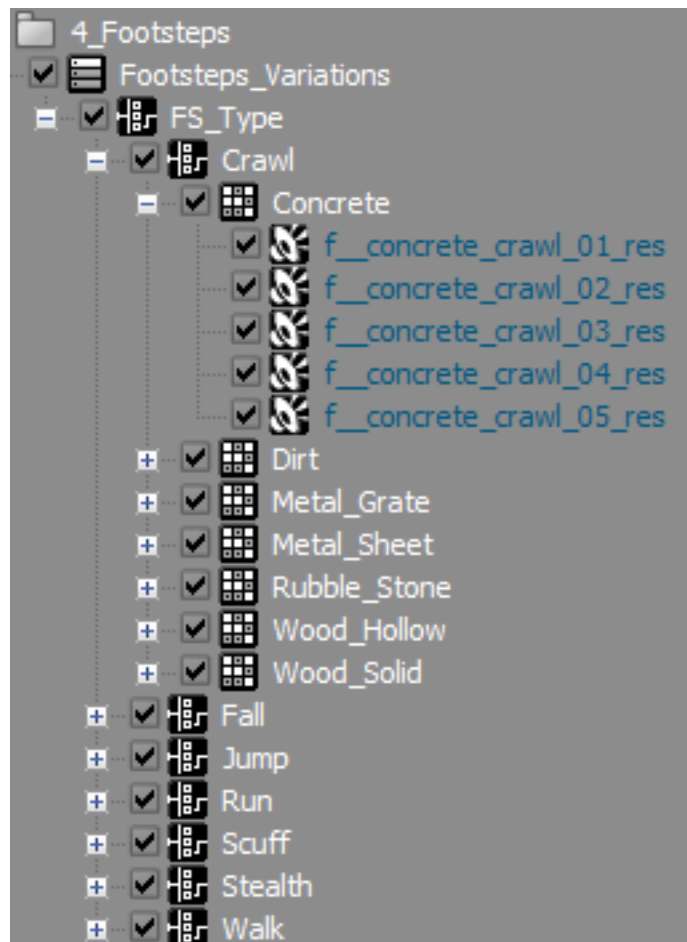 4_Footsteps
Footsteps_Variations
FS_Type
Crawl
Concrete
f__concrete_crawl_01_res
f__concrete_crawl_02_res
f__concrete_crawl_03_res
f__concrete_crawl_04_res
f__concrete_crawl_05_res
Dirt
Metal_Grate
Metal_Sheet
Rubble_Stone
Wood_Hollow
Wood_Solid
Fall
Jump
Run
Scuff
Stealth
Walk